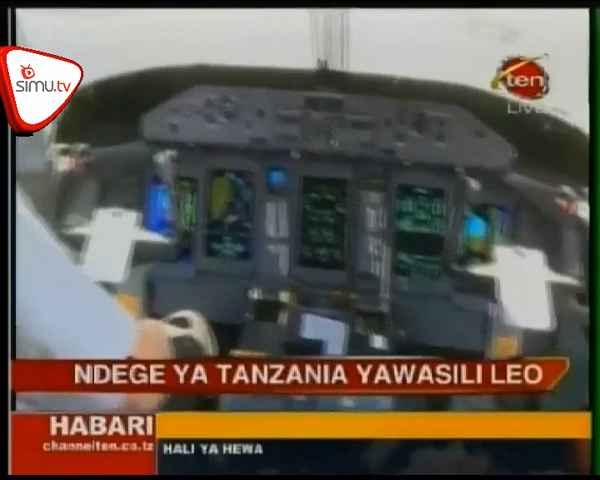 SIMU.tv
ten
LIVE
NDEGE YA TANZANIA YAWASILI LEO
HABARI
channelten.co.tz
HALI YA HEWA